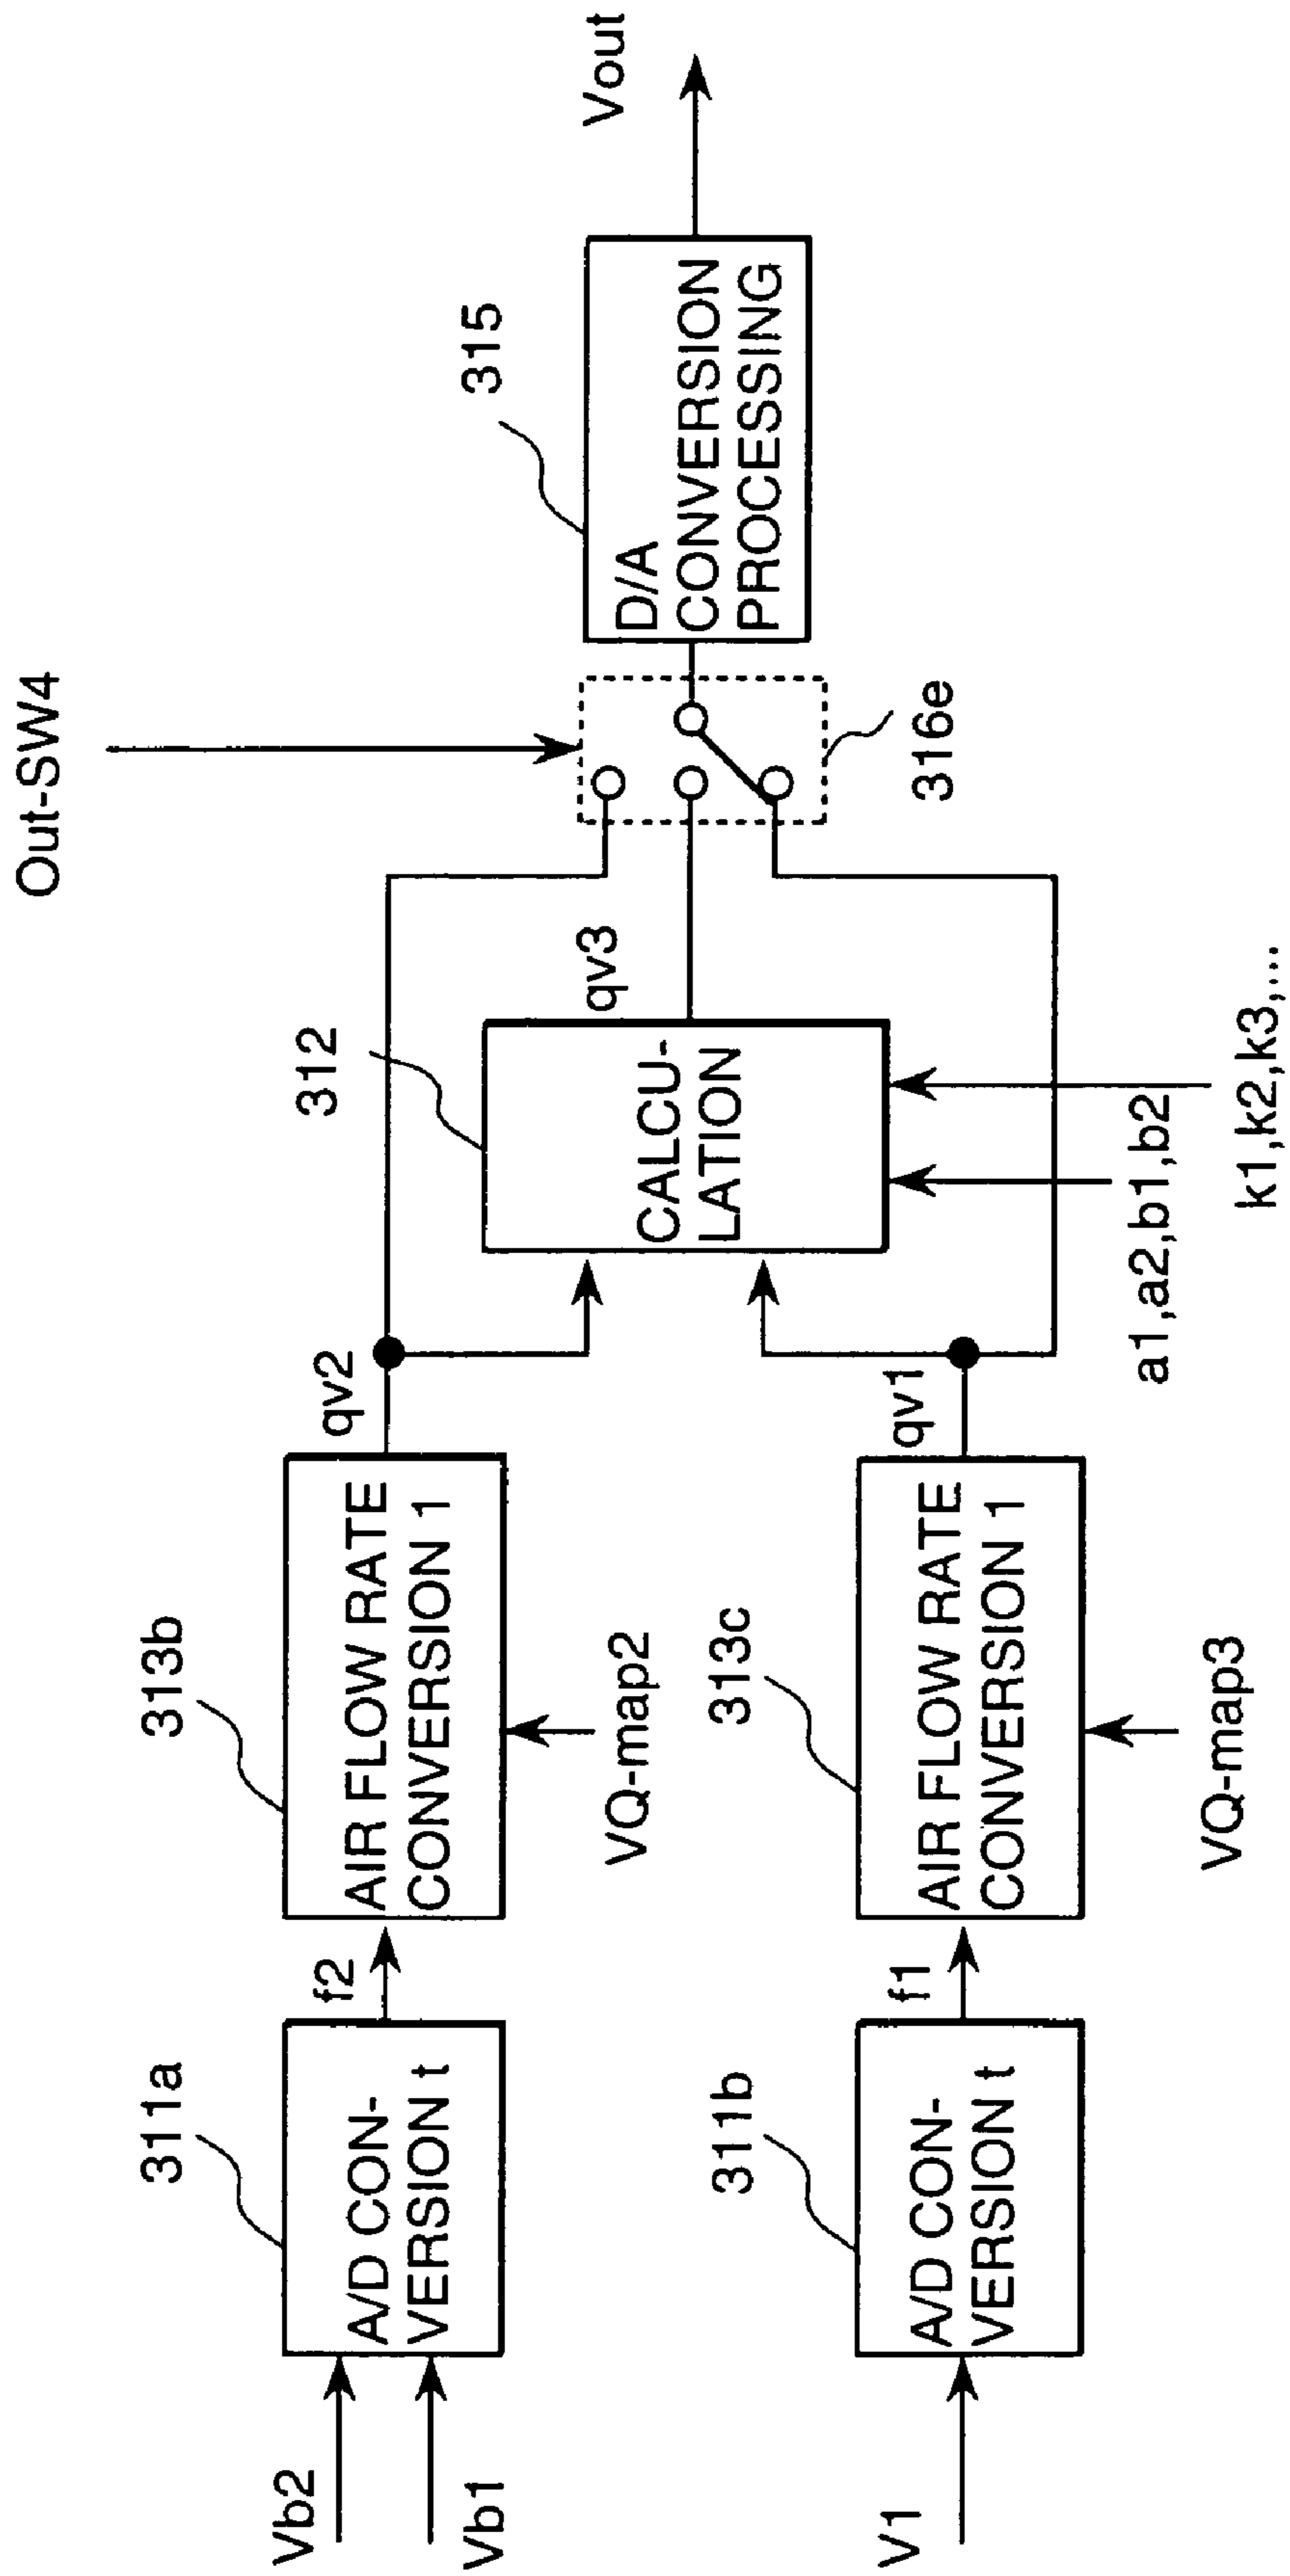 Out-SW4
Vb2
Vb1
311a
A/D CON-
VERSION t
f2
313b
AIR FLOW RATE
CONVERSION 1
VQ-map2
qv2
312
CALCU-
LATION
qv3
a1,a2,b1,b2
k1,k2,k3,...
316e
315
D/A
CONVERSION
PROCESSING
Vout
V1
311b
A/D CON-
VERSION t
f1
313c
AIR FLOW RATE
CONVERSION 1
VQ-map3
qv1